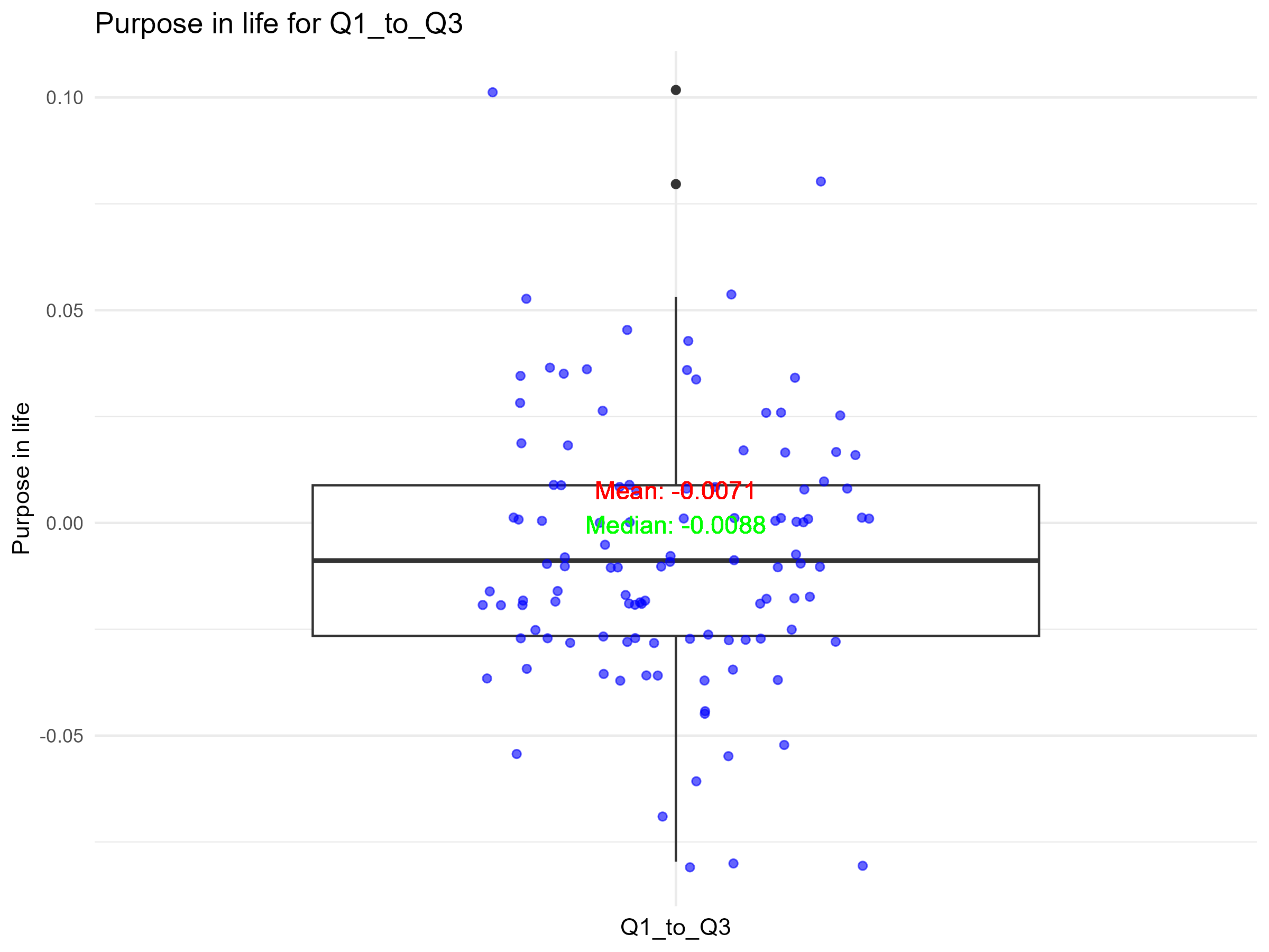 Purpose in life for Q1_to_Q3
Purpose in life
0.10
0.05
0.00
-0.05
Mean: -0.0071
Median: -0.0088
Q1_to_Q3